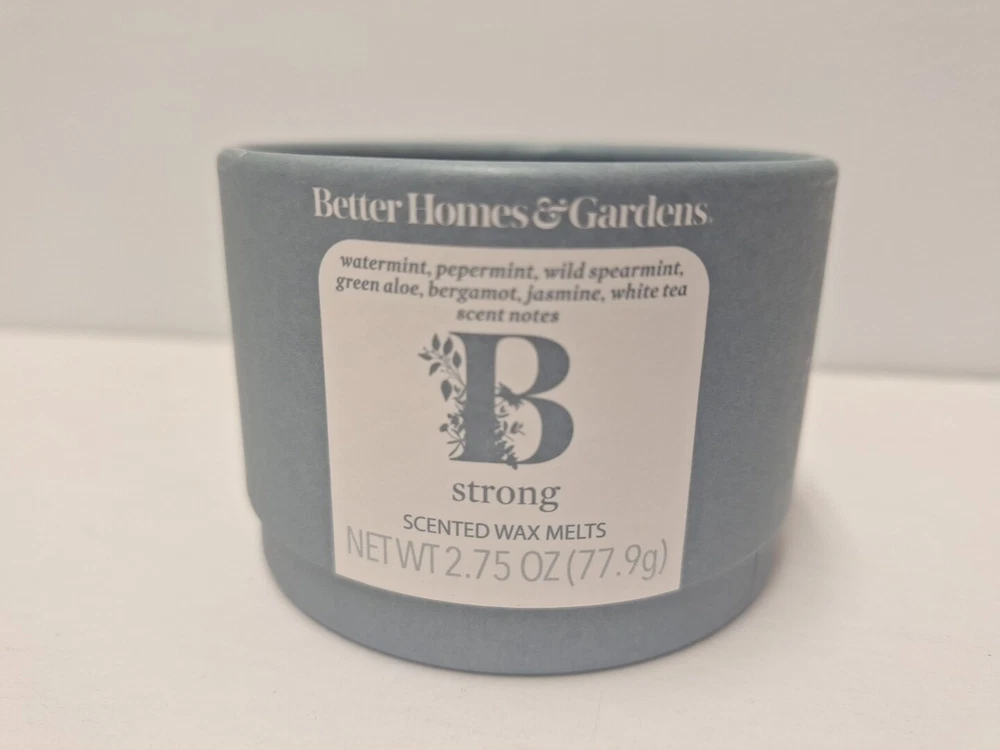 Better Homes & Gardens
watermint, pepermint, wild spearmint,
green aloe, bergamot, jasmine, white tea
scent notes
B
strong
SCENTED WAX MELTS
NET WT 2.75 OZ (77.9g)